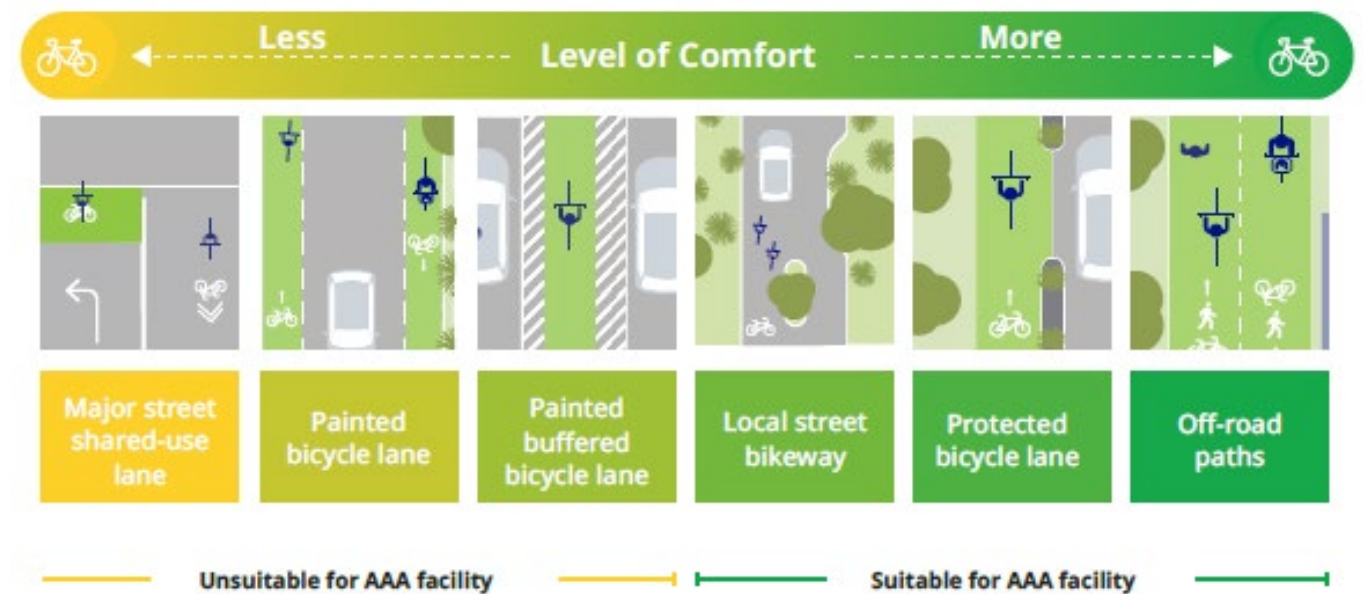 Less
Level of Comfort
More
Major street
shared-use
lane
Painted
bicycle lane
Painted
buffered
bicycle lane
Local street
bikeway
Protected
bicycle lane
Off-road
paths
Unsuitable for AAA facility
Suitable for AAA facility